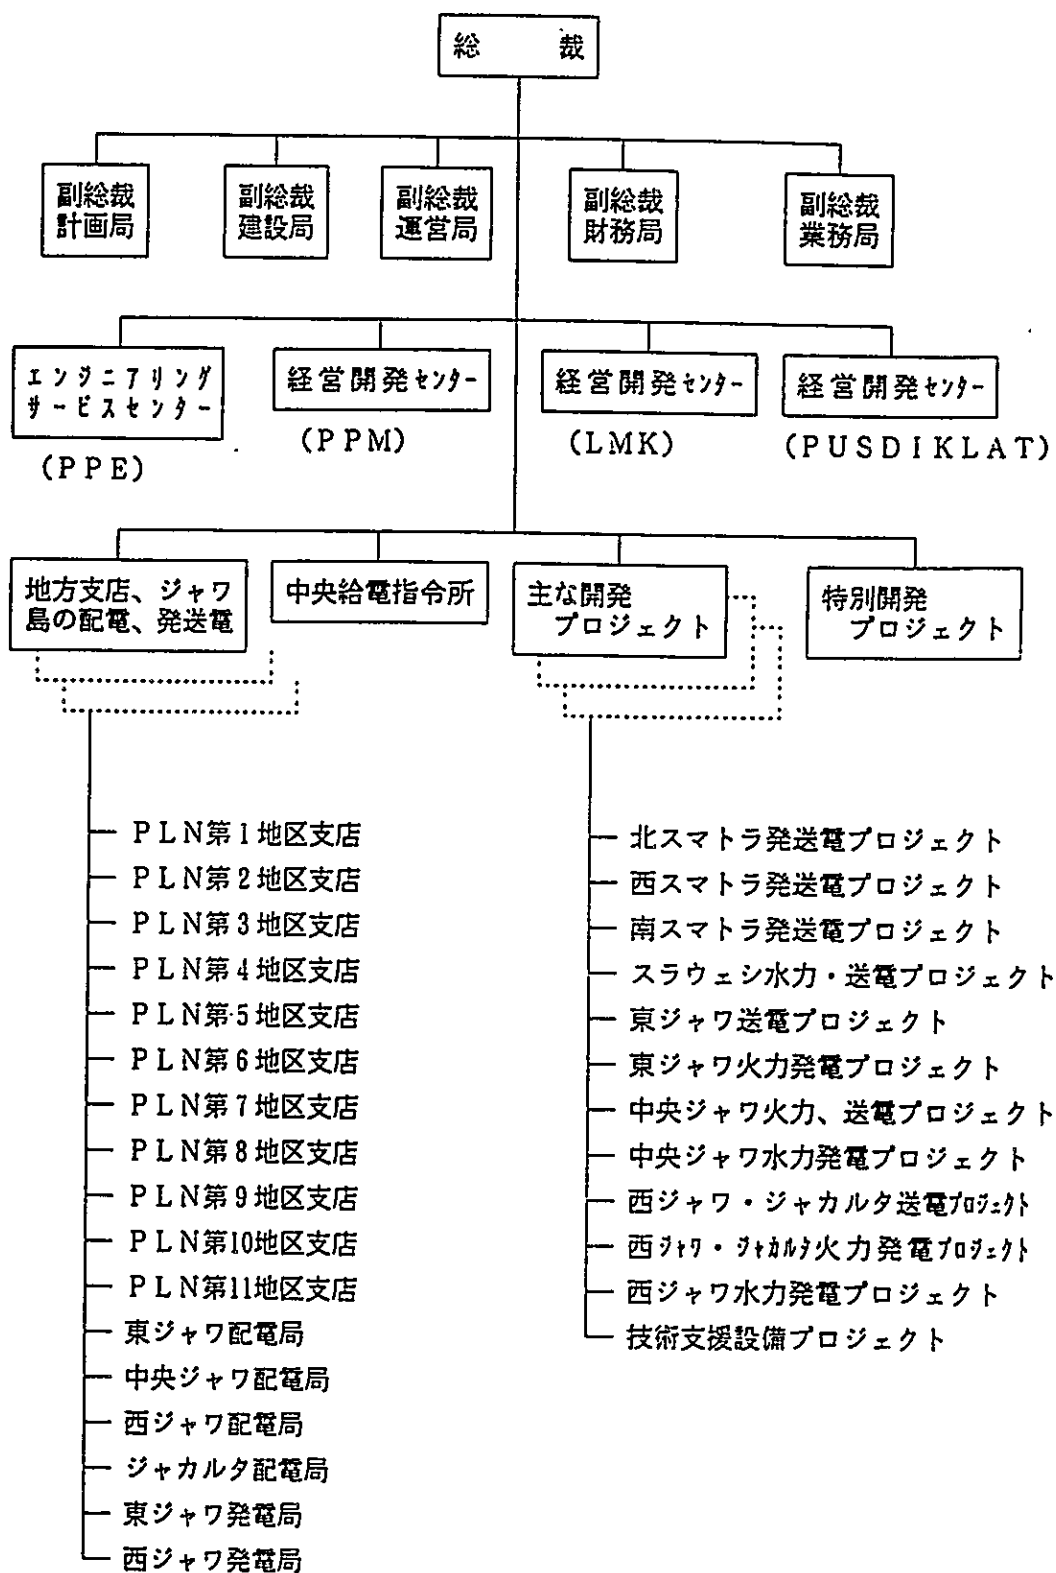 総　裁
副総裁
計画局
副総裁
建設局
副総裁
運営局
副総裁
財務局
副総裁
業務局
エンジニアリング
サービスセンター
(PPE)
経営開発センター
(PPM)
経営開発センター
(LMK)
経営開発センター
(PUSDIKLAT)
地方支店、ジャワ
島の配電、発送電
中央給電指令所
主な開発
プロジェクト
特別開発
プロジェクト
PLN第1地区支店
PLN第2地区支店
PLN第3地区支店
PLN第4地区支店
PLN第5地区支店
PLN第6地区支店
PLN第7地区支店
PLN第8地区支店
PLN第9地区支店
PLN第10地区支店
PLN第11地区支店
東ジャワ配電局
中央ジャワ配電局
西ジャワ配電局
ジャカルタ配電局
東ジャワ発電局
西ジャワ発電局
北スマトラ発送電プロジェクト
西スマトラ発送電プロジェクト
南スマトラ発送電プロジェクト
スラウェシ水力・送電プロジェクト
東ジャワ送電プロジェクト
東ジャワ火力発電プロジェクト
中央ジャワ火力、送電プロジェクト
中央ジャワ水力発電プロジェクト
西ジャワ・ジャカルタ送電プロジェクト
西ジャワ・ジャカルタ火力発電プロジェクト
西ジャワ水力発電プロジェクト
技術支援設備プロジェクト